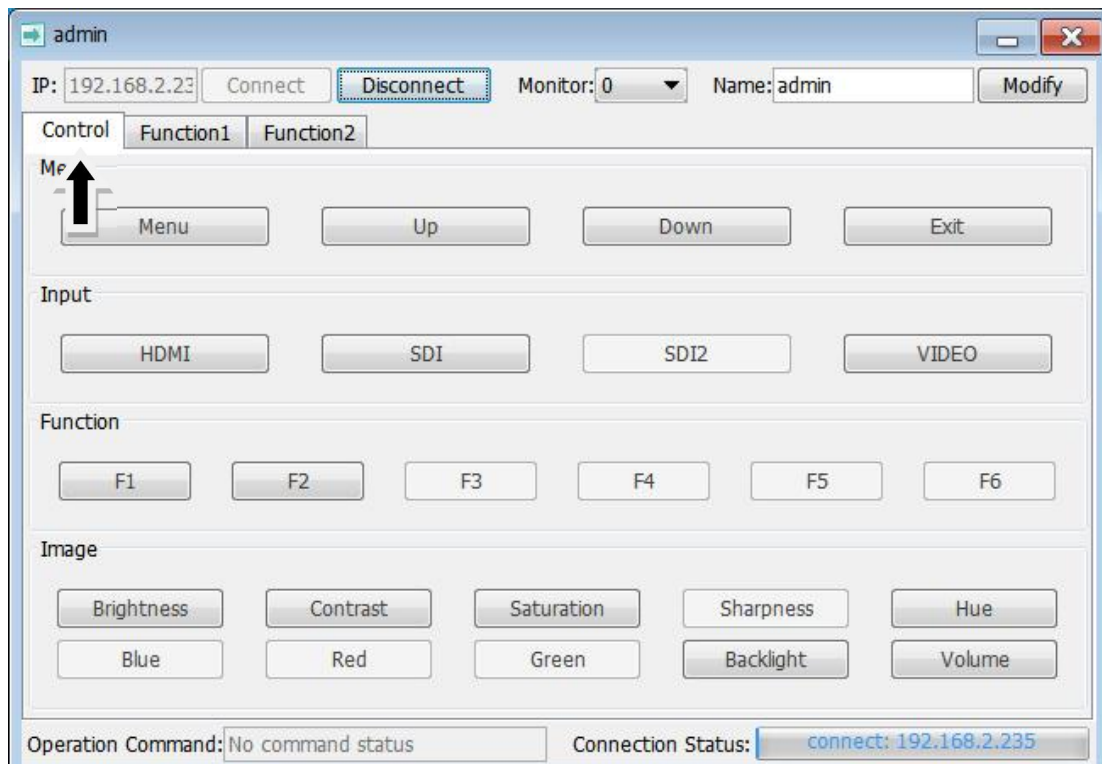 admin
IP: 192.168.2.23 Connect Disconnect Monitor: 0 Name: admin Modify
Control Function1 Function2
Menu Up Down Exit
Input
HDMI SDI SDI2 VIDEO
Function
F1 F2 F3 F4 F5 F6
Image
Brightness Contrast Saturation Sharpness Hue
Blue Red Green Backlight Volume
Operation Command: No command status Connection Status: connect: 192.168.2.235